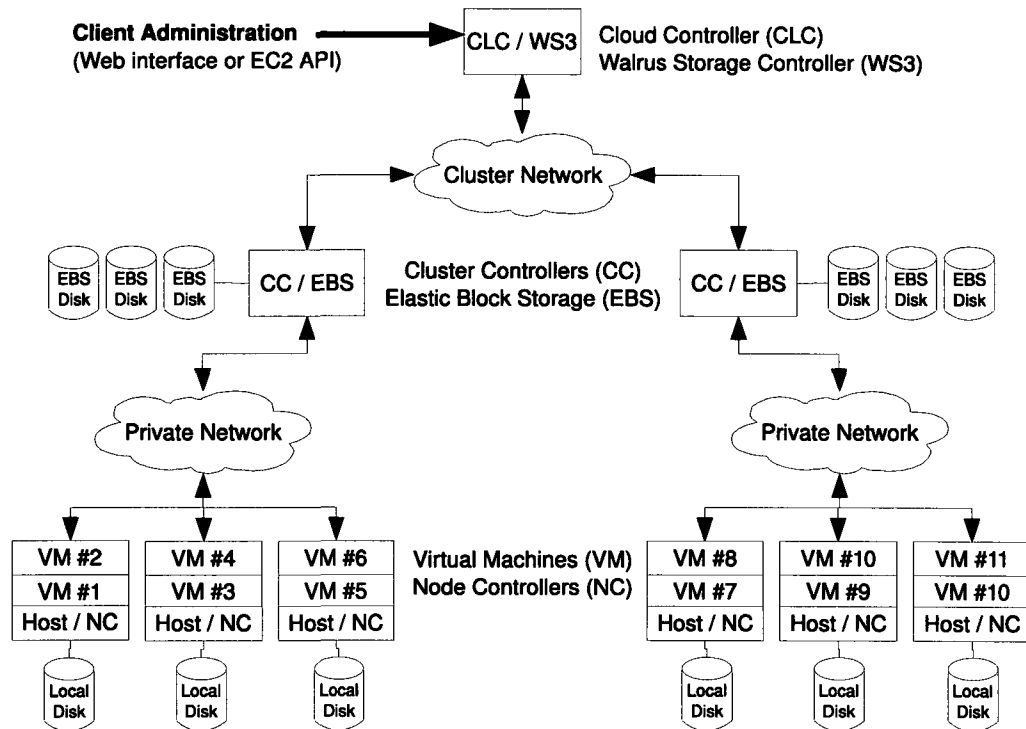 Client Administration
(Web interface or EC2 API)
CLC / WS3
Cloud Controller (CLC)
Walrus Storage Controller (WS3)
Cluster Network
EBS
Disk
EBS
Disk
EBS
Disk
CC / EBS
Cluster Controllers (CC)
Elastic Block Storage (EBS)
CC / EBS
EBS
Disk
EBS
Disk
EBS
Disk
Private Network
Private Network
VM #2
VM #1
Host / NC
VM #4
VM #3
Host / NC
VM #6
VM #5
Host / NC
Virtual Machines (VM)
Node Controllers (NC)
VM #8
VM #7
Host / NC
VM #10
VM #9
Host / NC
VM #11
VM #10
Host / NC
Local
Disk
Local
Disk
Local
Disk
Local
Disk
Local
Disk
Local
Disk